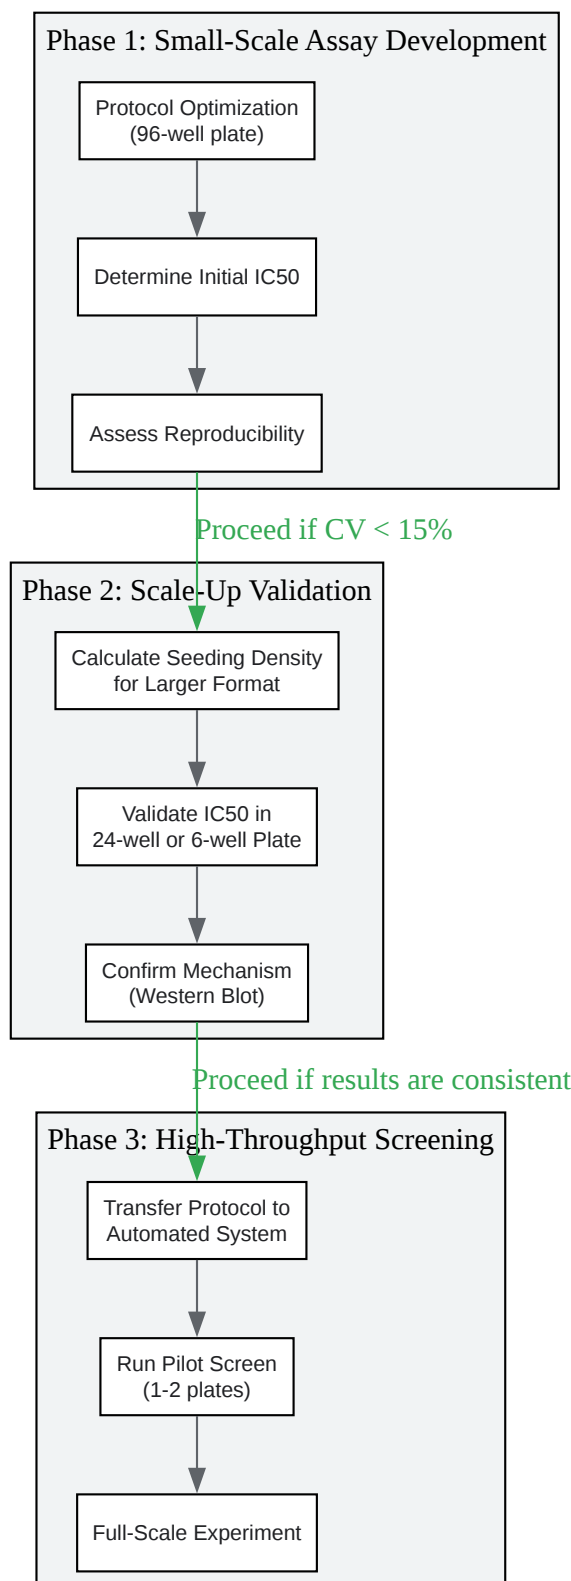 Phase 1: Small-Scale Assay Development
Protocol Optimization
(96-well plate)
Determine Initial IC50
Assess Reproducibility
Proceed if CV < 15%
Phase 2: Scale-Up Validation
Calculate Seeding Density
for Larger Format
Validate IC50 in
24-well or 6-well Plate
Confirm Mechanism
(Western Blot)
Proceed if results are consistent
Phase 3: High-Throughput Screening
Transfer Protocol to
Automated System
Run Pilot Screen
(1-2 plates)
Full-Scale Experiment